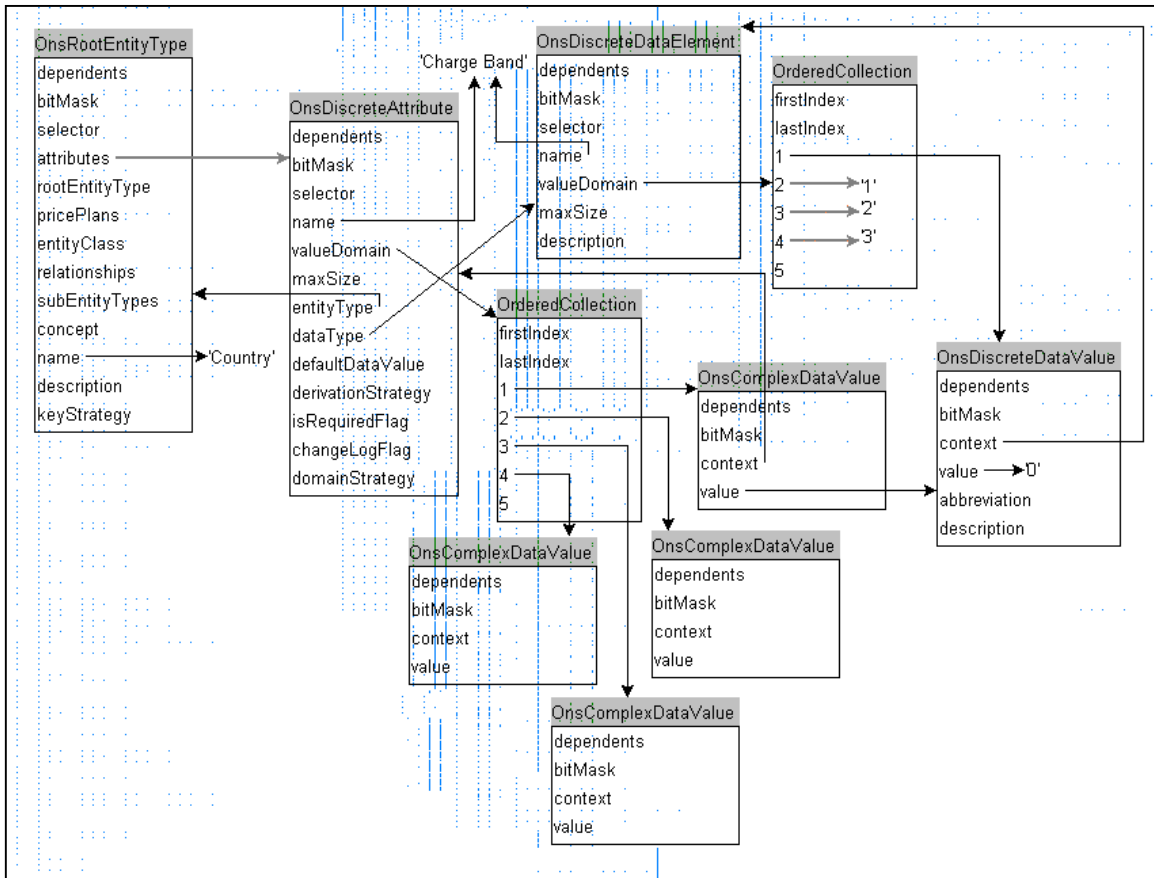 OnsRootEntityType
dependents
bitMask
selector
attributes
rootEntityType
pricePlans
entityClass
relationships
subEntityTypes
concept
name
'Country'
description
keyStrategy
OnsDiscreteAttribute
dependents
bitMask
selector
name
valueDomain
maxSize
entityType
dataType
defaultDataValue
derivationStrategy
isRequiredFlag
changeLogFlag
domainStrategy
'Charge Band'
OnsDiscreteDataElement
dependents
bitMask
selector
name
valueDomain
maxSize
description
OrderedCollection
firstIndex
lastIndex
1
2
'1'
3
'2'
4
'3'
5
OrderedCollection
firstIndex
lastIndex
1
2
3
4
5
OnsComplexDataValue
dependents
bitMask
context
value
OnsDiscreteDataValue
dependents
bitMask
context
value
'0'
abbreviation
description
OnsComplexDataValue
dependents
bitMask
context
value
OnsComplexDataValue
dependents
bitMask
context
value
OnsComplexDataValue
dependents
bitMask
context
value